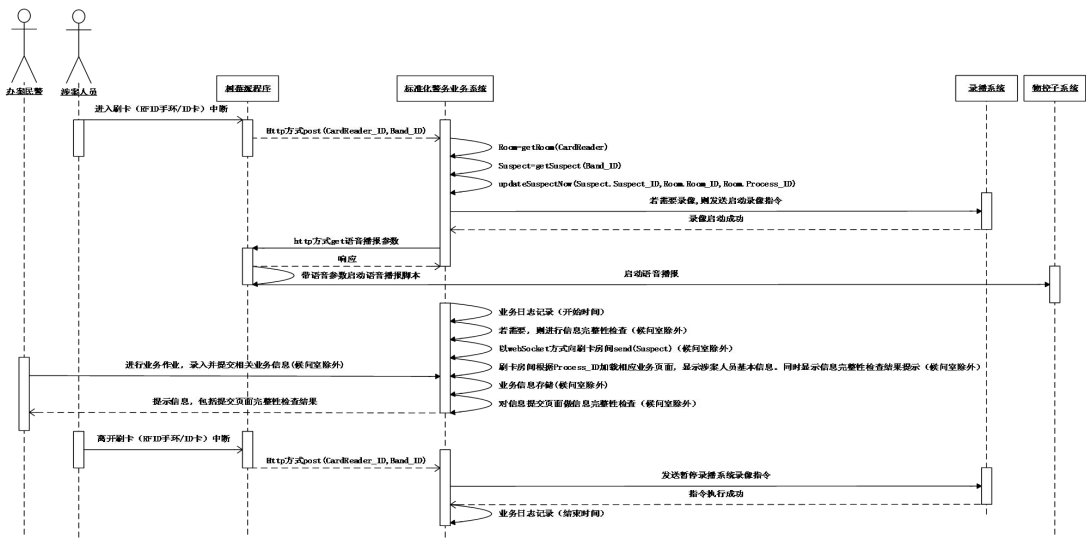 办案民警
涉案人员
树莓派程序
标准化警务业务系统
录播系统
物控子系统
进入刷卡（RFID手环/ID卡）中断
Http方式post(CardReader_ID,Band_ID)
Room=getRoom(CardReader)
Suspect=getSuspect(Band_ID)
updateSuspectNow(Suspect.Suspect_ID,Room.Room_ID,Room.Process_ID)
若需要录像,则发送启动录像指令
录像启动成功
http方式get语音播报参数
响应
带语音参数启动语音播报脚本
启动语音播报
业务日志记录（开始时间）
若需要，则进行信息完整性检查（候问室除外）
以webSocket方式向刷卡房间send(Suspect)（候问室除外）
进行业务作业，录入并提交相关业务信息(候问室除外)
刷卡房间根据Process_ID加载相应业务页面，显示涉案人员基本信息。同时显示信息完整性检查结果提示（候问室除外）
业务信息存储(候问室除外)
提示信息，包括提交页面完整性检查结果
对信息提交页面做信息完整性检查（候问室除外）
离开刷卡（RFID手环/ID卡）中断
Http方式post(CardReader_ID,Band_ID)
发送暂停录播系统录像指令
指令执行成功
业务日志记录（结束时间）